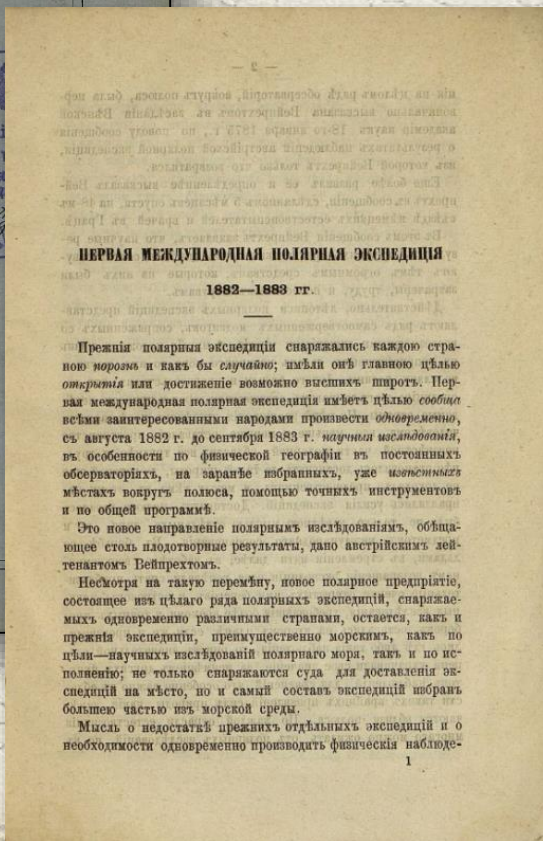 ПЕРВАЯ МЕЖДУНАРОДНАЯ ПОЛЯРНАЯ ЭКСПЕДИЦІЯ
1882—1883 гг.
Прежнія полярныя экспедиціи снаряжались каждою стра-
ною порознь и какъ бы случайно; имѣли онѣ главною цѣлью
открытія или достиженіе возможно высшихъ широтъ. Пер-
вая международная полярная экспедиція имѣетъ цѣлью сообща
всѣми заинтересованными народами произвести одновременно,
съ августа 1882 г. до сентября 1883 г. научныя изслѣдованія,
въ особенности по физической географіи въ постоянныхъ
обсерваторіяхъ, на заранѣе избранныхъ, уже извѣстныхъ
мѣстахъ вокругъ полюса, помощью точныхъ инструментовъ
и по общей программѣ.
Это новое направленіе полярнымъ изслѣдованіямъ, обѣща-
ющее столь плодотворные результаты, дано австрійскимъ лей-
тенантомъ Вейпрехтомъ.
Несмотря на такую перемѣну, новое полярное предпріятіе,
состоящее изъ цѣлаго ряда полярныхъ экспедицій, снаряжае-
мыхъ одновременно различными странами, остается, какъ и
прежнія экспедиціи, преимущественно морскимъ, какъ по
цѣли—научныхъ изслѣдованій полярнаго моря, такъ и по ис-
полненію; не только снаряжаются суда для доставленія эк-
спедицій на мѣсто, но и самый составъ экспедицій избранъ
большею частью изъ морской среды.
Мысль о недостаткѣ прежнихъ отдѣльныхъ экспедицій и о
необходимости одновременно производить физическія наблюде-
1